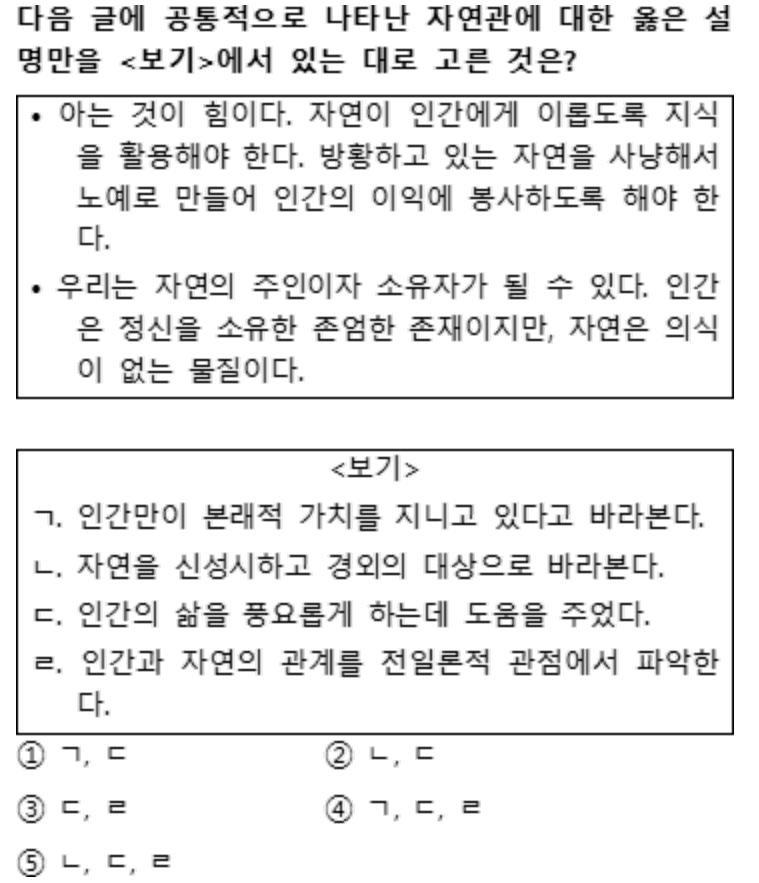 다음 글에 공통적으로 나타난 자연관에 대한 옳은 설
명만을 <보기>에서 있는 대로 고른 것은?
• 아는 것이 힘이다. 자연이 인간에게 이롭도록 지식
을 활용해야 한다. 방황하고 있는 자연을 사냥해서
노예로 만들어 인간의 이익에 봉사하도록 해야 한
다.
• 우리는 자연의 주인이자 소유자가 될 수 있다. 인간
은 정신을 소유한 존엄한 존재이지만, 자연은 의식
이 없는 물질이다.
<보기>
ㄱ. 인간만이 본래적 가치를 지니고 있다고 바라본다.
ㄴ. 자연을 신성시하고 경외의 대상으로 바라본다.
ㄷ. 인간의 삶을 풍요롭게 하는데 도움을 주었다.
ㄹ. 인간과 자연의 관계를 전일론적 관점에서 파악한
다.
① ㄱ, ㄷ ② ㄴ, ㄷ
③ ㄷ, ㄹ ④ ㄱ, ㄷ, ㄹ
⑤ ㄴ, ㄷ, ㄹ